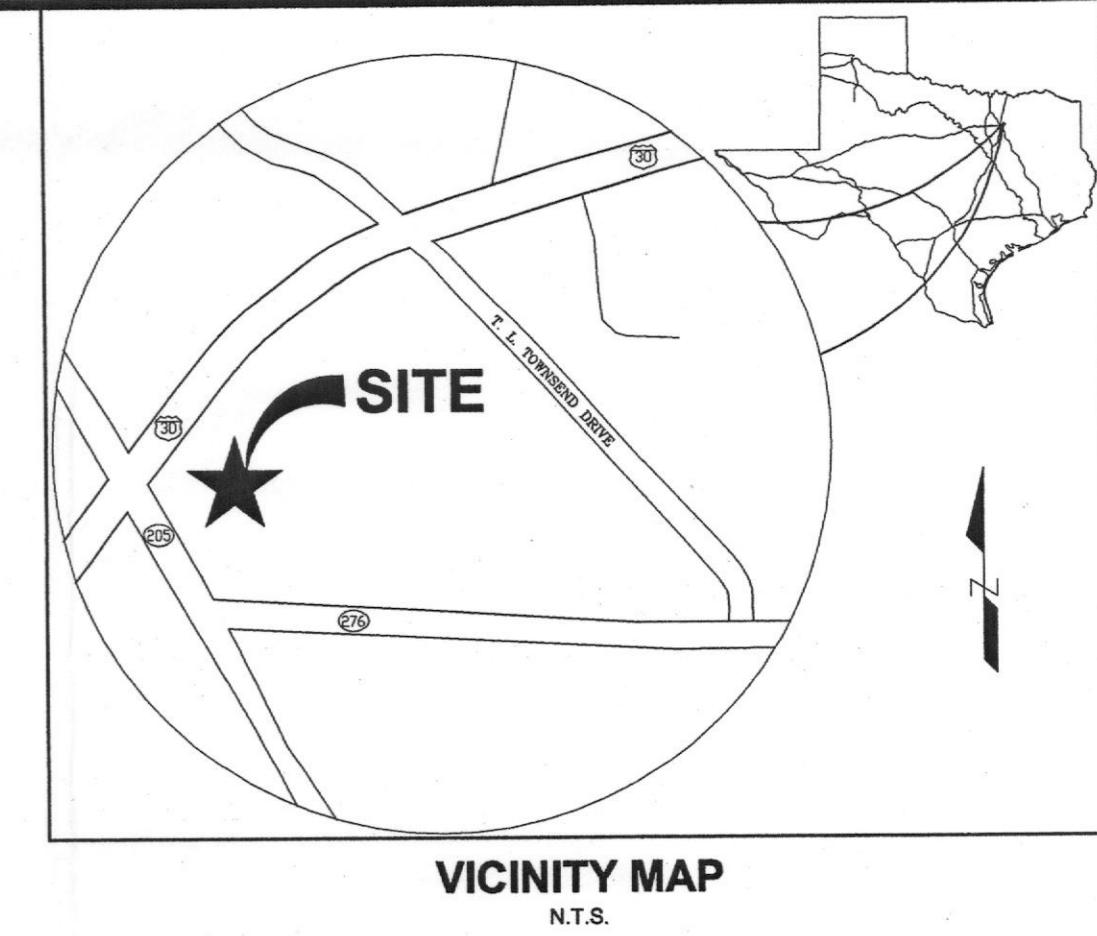 30
T. L. TOWNSEND DRIVE
SITE
30
205
276
N
VICINITY MAP
N.T.S.